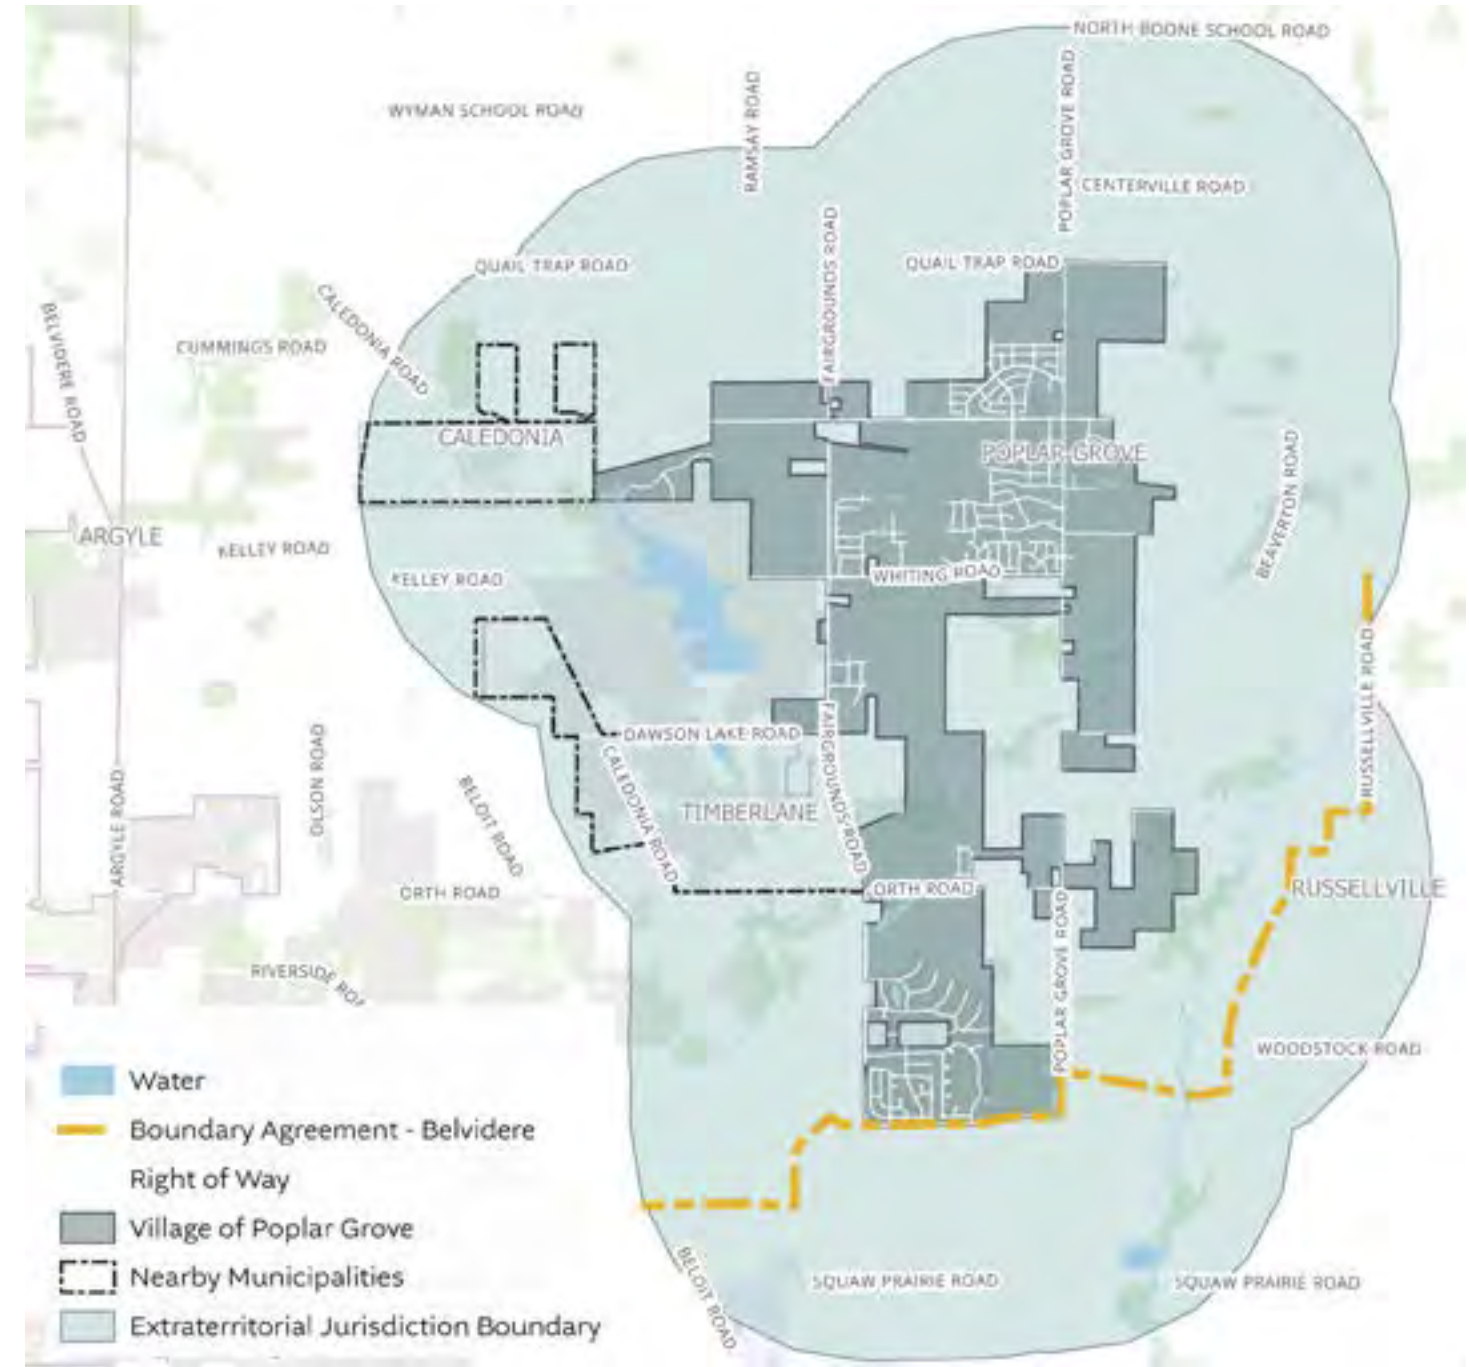 NORTH BOONE SCHOOL ROAD
WYMAN SCHOOL ROAD
RAMSAY ROAD
POPLAR GROVE ROAD
CENTERVILLE ROAD
QUAIL TRAP ROAD
QUAIL TRAP ROAD
FAIRGROUNDS ROAD
CALEDONIA ROAD
BELVIDERE ROAD
CUMMINGS ROAD
CALEDONIA
POPLAR GROVE
BEAVERTON ROAD
ARGYLE
KELLEY ROAD
KELLEY ROAD
WHITING ROAD
RUSSELLVILLE ROAD
DAWSON LAKE ROAD
FAIRGROUNDS ROAD
CALEDONIA ROAD
OLSON ROAD
ARGYLE ROAD
BELOIT ROAD
TIMBERLANE
ORTH ROAD
ORTH ROAD
RUSSELLVILLE
POPLAR GROVE ROAD
RIVERSIDE ROA
WOODSTOCK ROAD
Water
Boundary Agreement - Belvidere
Right of Way
Village of Poplar Grove
Nearby Municipalities
Extraterritorial Jurisdiction Boundary
BELOIT ROAD
SQUAW PRAIRIE ROAD
SQUAW PRAIRIE ROAD